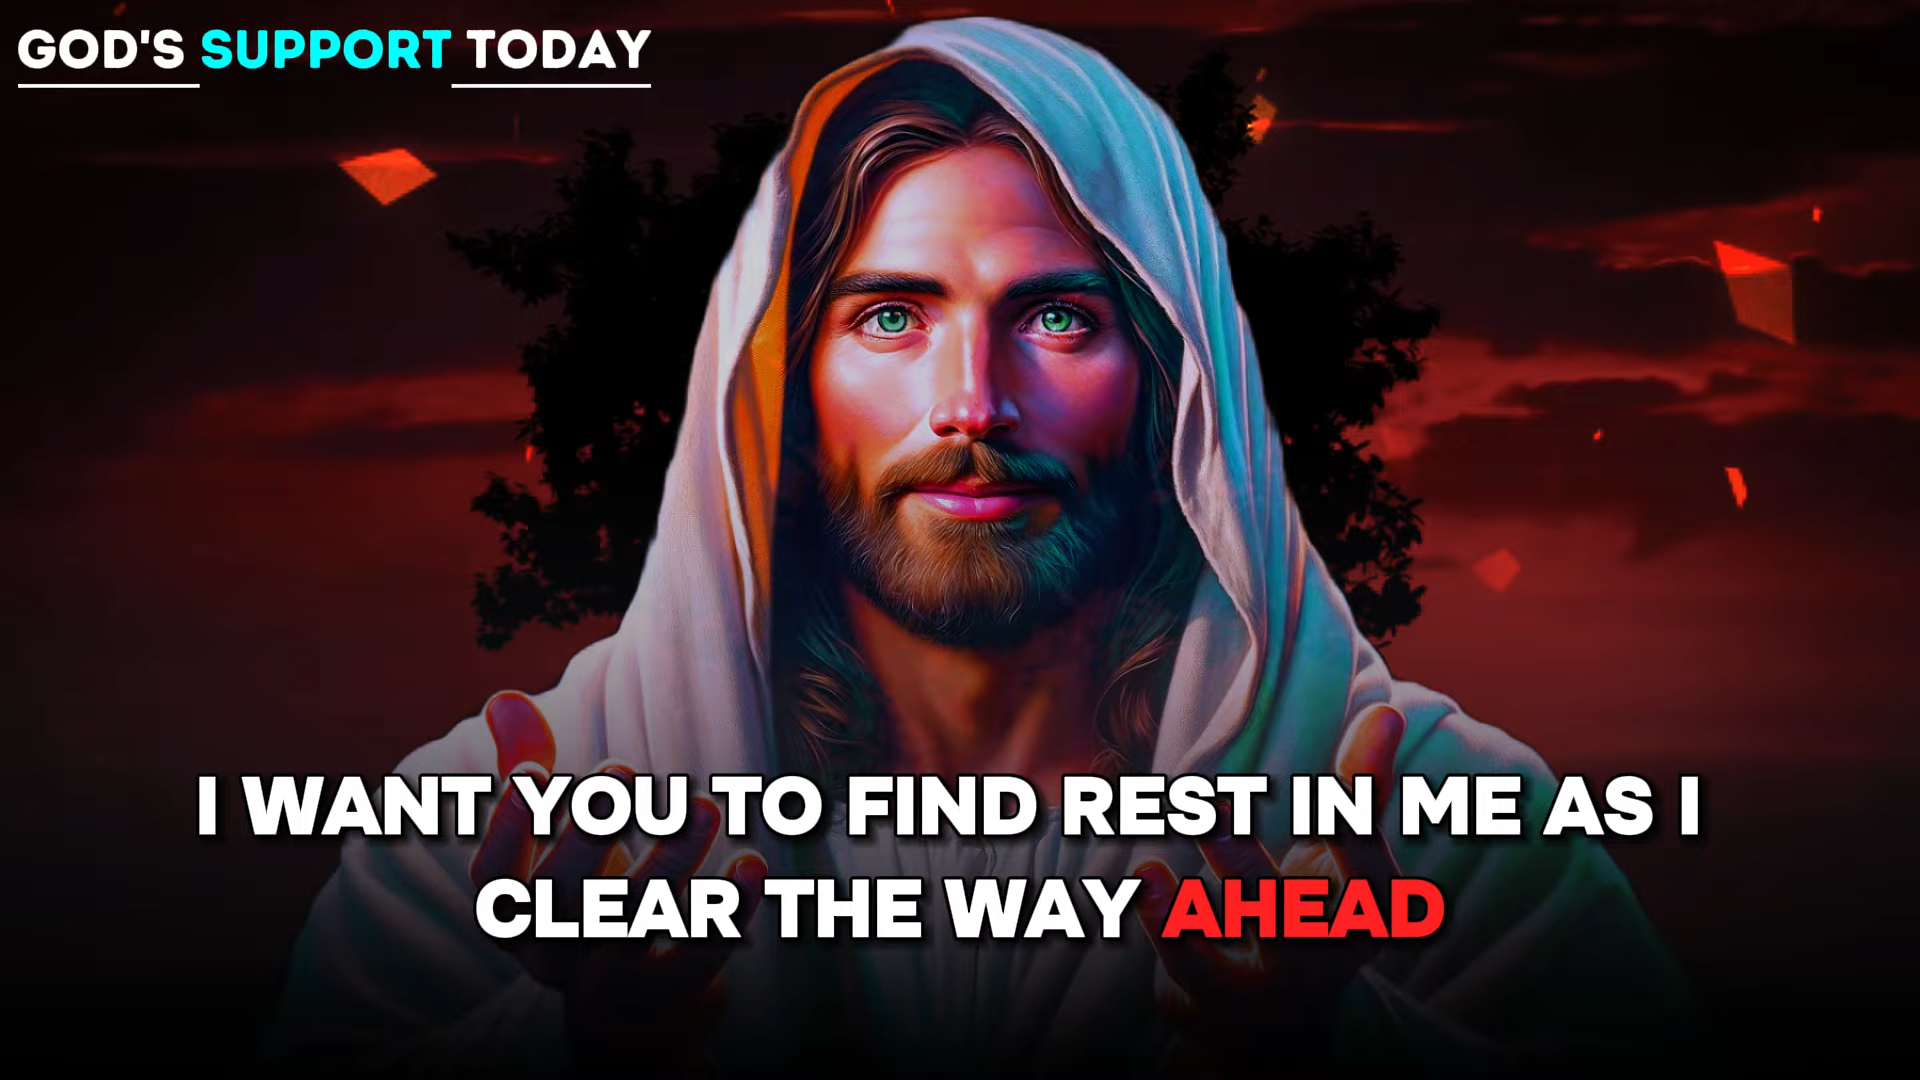 GOD'S SUPPORT TODAY
I WANT YOU TO FIND REST IN ME AS I
CLEAR THE WAY AHEAD